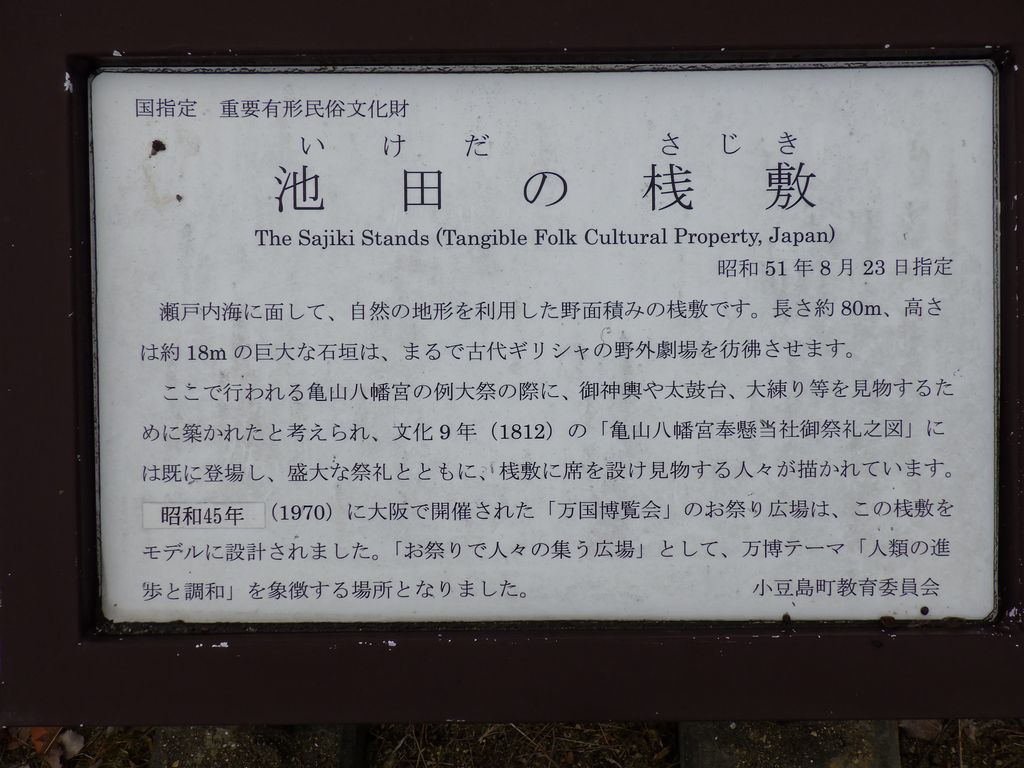 国指定　重要有形民俗文化財
いけだ　さじき
池田の桟敷
The Sajiki Stands (Tangible Folk Cultural Property, Japan)
昭和 51 年 8 月 23 日指定
瀬戸内海に面して、自然の地形を利用した野面積みの桟敷です。長さ約 80m、高さ
は約 18m の巨大な石垣は、まるで古代ギリシャの野外劇場を彷彿させます。
ここで行われる亀山八幡宮の例大祭の際に、御神輿や太鼓台、大練り等を見物するた
めに築かれたと考えられ、文化 9 年（1812）の「亀山八幡宮奉懸当社御祭礼之図」に
は既に登場し、盛大な祭礼とともに、桟敷に席を設け見物する人々が描かれています。
昭和45年（1970）に大阪で開催された「万国博覧会」のお祭り広場は、この桟敷を
モデルに設計されました。「お祭りで人々の集う広場」として、万博テーマ「人類の進
歩と調和」を象徴する場所となりました。　小豆島町教育委員会